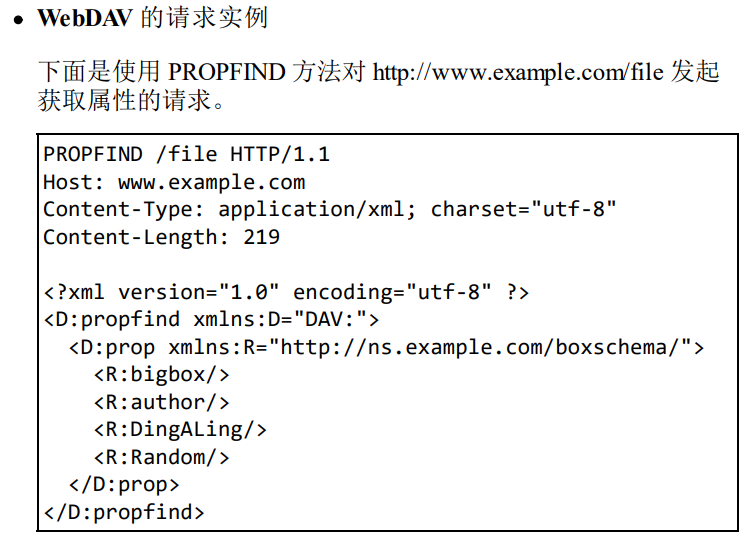 • WebDAV 的请求实例
下面是使用 PROPFIND 方法对 http://www.example.com/file 发起
获取属性的请求。
PROPFIND /file HTTP/1.1
Host: www.example.com
Content-Type: application/xml; charset="utf-8"
Content-Length: 219

<?xml version="1.0" encoding="utf-8" ?>
<D:propfind xmlns:D="DAV:">
  <D:prop xmlns:R="http://ns.example.com/boxschema/">
    <R:bigbox/>
    <R:author/>
    <R:DingALing/>
    <R:Random/>
  </D:prop>
</D:propfind>